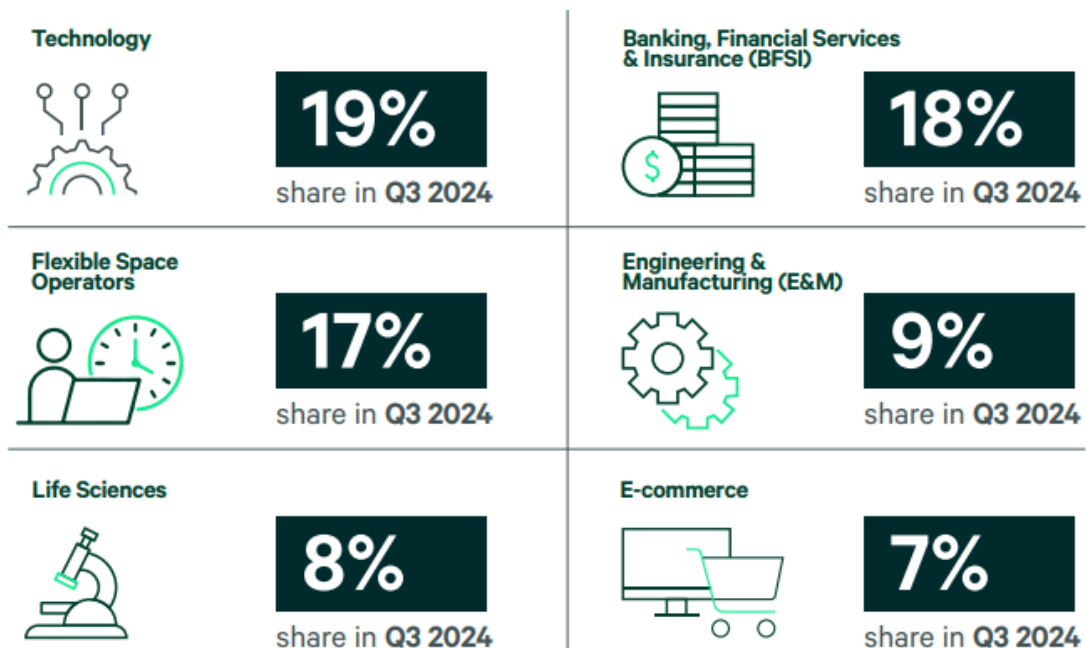 Technology
19%
share in Q3 2024
Banking, Financial Services
& Insurance (BFSI)
$
18%
share in Q3 2024
Flexible Space
Operators
17%
share in Q3 2024
Engineering &
Manufacturing (E&M)
9%
share in Q3 2024
Life Sciences
8%
share in Q3 2024
E-commerce
7%
share in Q3 2024